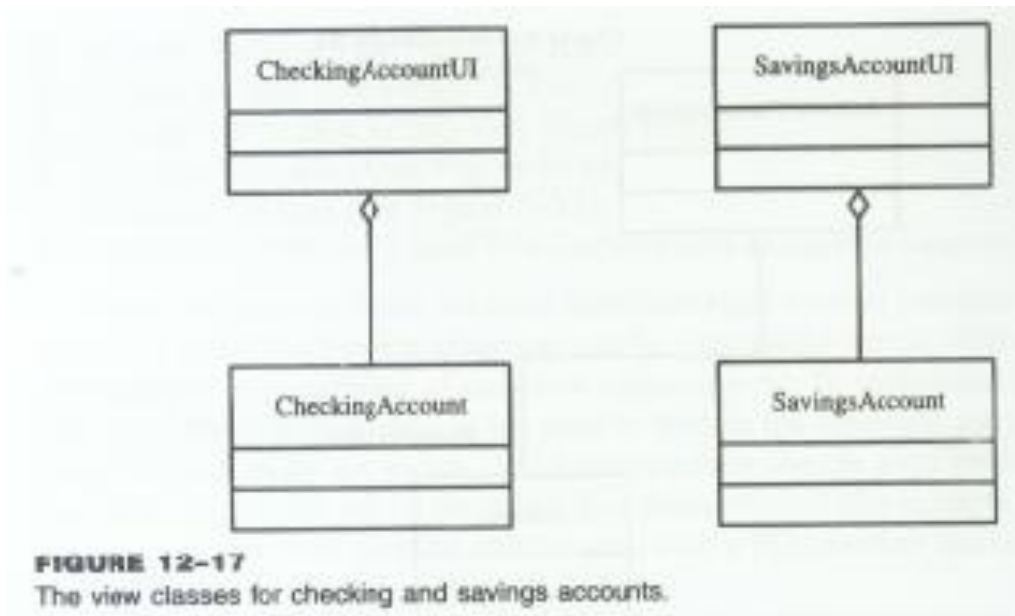 CheckingAccountUI
SavingsAccountUI
CheckingAccount
SavingsAccount
FIGURE 12–17
The view classes for checking and savings accounts.